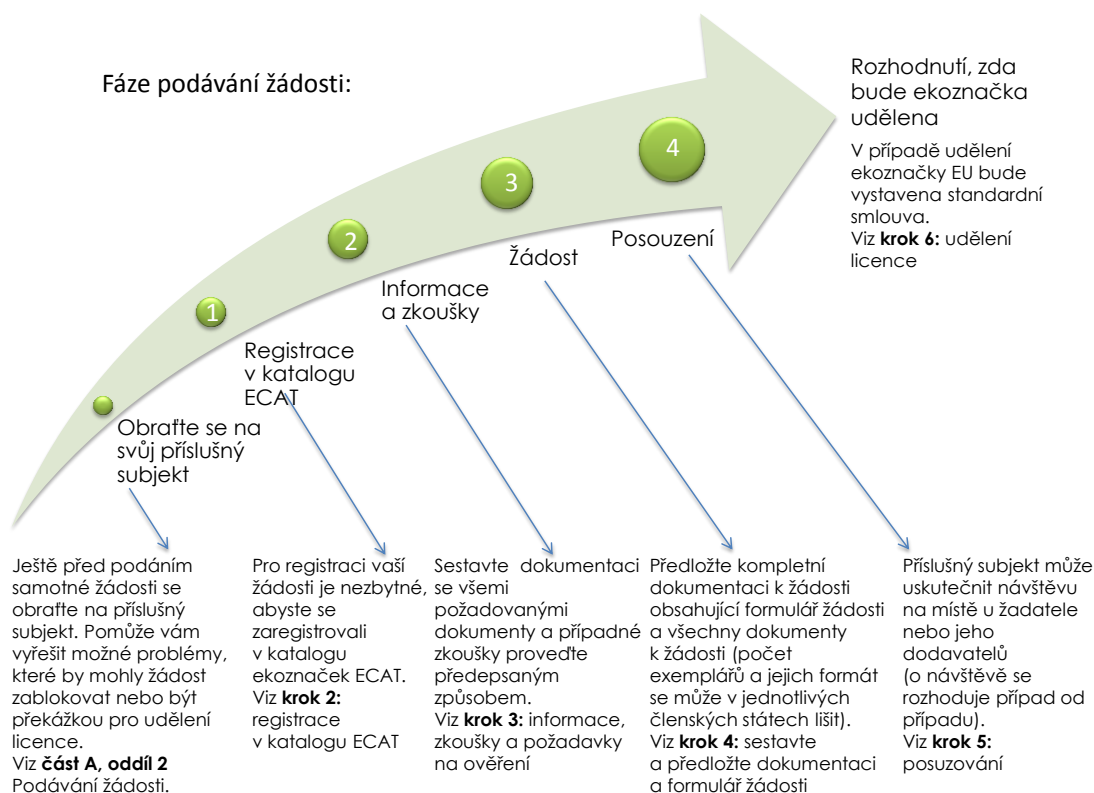 Fáze podávání žádosti:
Rozhodnutí, zda
bude ekoznačka
udělena
V případě udělení
ekoznačky EU bude
vystavena standardní
smlouva.
Viz krok 6: udělení
licence
4
3
2
1
Posouzení
Žádost
Informace
a zkoušky
Registrace
v katalogu
ECAT
Obraťte se na
svůj příslušný
subjekt
Ještě před podáním
samotné žádosti se
obraťte na příslušný
subjekt. Pomůže vám
vyřešit možné problémy,
které by mohly žádost
zablokovat nebo být
překážkou pro udělení
licence.
Viz část A, oddíl 2
Podávání žádosti.
Pro registraci vaší
žádosti je nezbytné,
abyste se
zaregistrovali
v katalogu
ekoznaček ECAT.
Viz krok 2:
registrace
v katalogu ECAT
Sestavte dokumentaci
se všemi
požadovanými
dokumenty a případné
zkoušky proveďte
předepsaným
způsobem.
Viz krok 3: informace,
zkoušky a požadavky
na ověření
Předložte kompletní
dokumentaci k žádosti
obsahující formulář žádosti
a všechny dokumenty
k žádosti (počet
exemplářů a jejich formát
se může v jednotlivých
členských státech lišit).
Viz krok 4: sestavte
a předložte dokumentaci
a formulář žádosti
Příslušný subjekt může
uskutečnit návštěvu
na místě u žadatele
nebo jeho
dodavatelů
(o návštěvě se
rozhoduje případ od
případu).
Viz krok 5:
posuzování